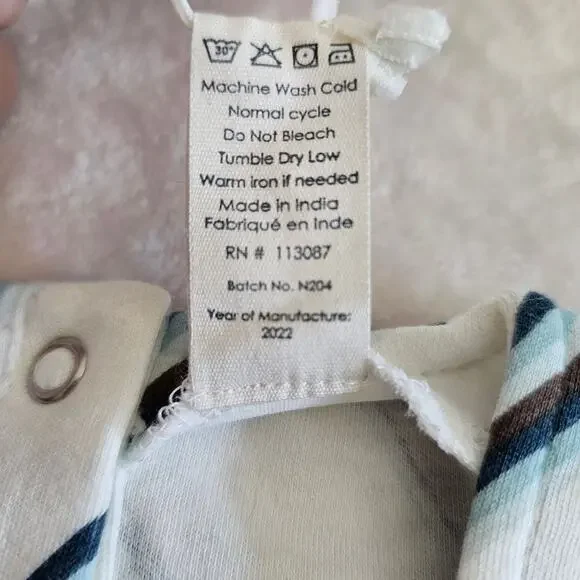 30°
Machine Wash Cold
Normal cycle
Do Not Bleach
Tumble Dry Low
Warm iron if needed
Made in India
Fabriqué en Inde
RN # 113087
Batch No. N204
Year of Manufacture:
2022